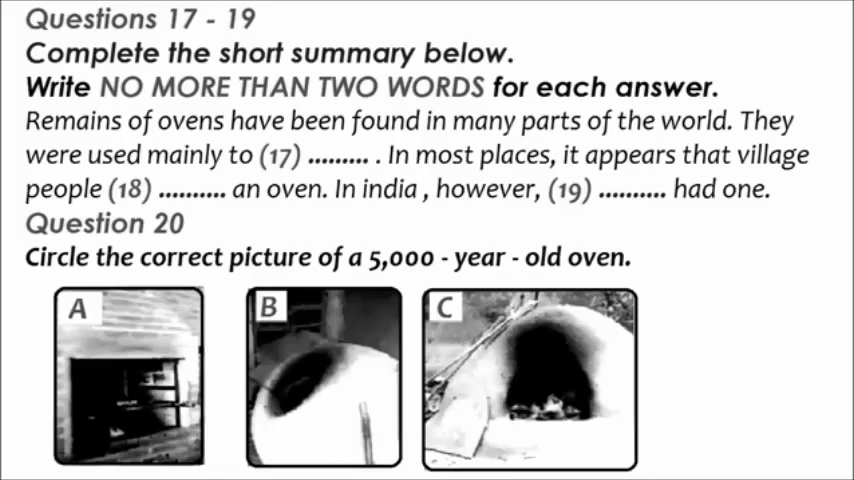 Questions 17 - 19
Complete the short summary below.
Write NO MORE THAN TWO WORDS for each answer.
Remains of ovens have been found in many parts of the world. They
were used mainly to (17) ......... . In most places, it appears that village
people (18) .......... an oven. In india , however, (19) .......... had one.
Question 20
Circle the correct picture of a 5,000 - year - old oven.
A B C